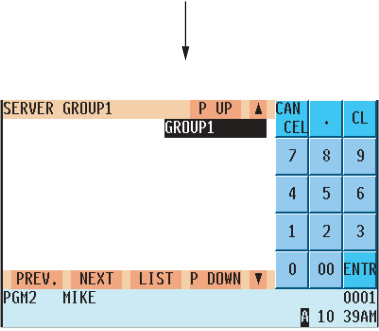 SERVER GROUP1 P UP ▲ CAN CEL . CL
GROUP1
7 8 9
4 5 6
1 2 3
0 00 ENTR
PREV. NEXT LIST P DOWN ▼
PGM2 MIKE 0001
A 10 39AM